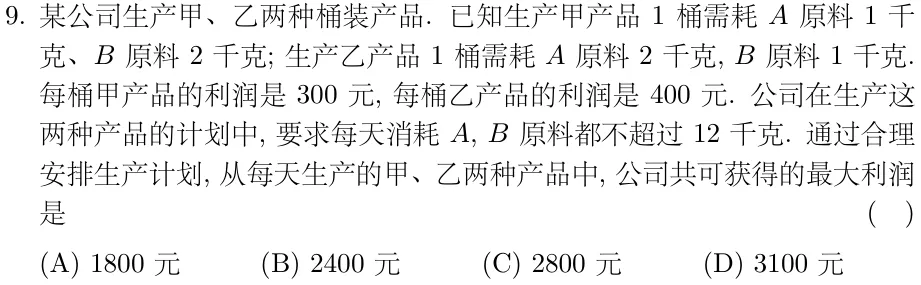 9. 某公司生产甲、乙两种桶装产品. 已知生产甲产品 1 桶需耗 A 原料 1 千
克、B 原料 2 千克; 生产乙产品 1 桶需耗 A 原料 2 千克, B 原料 1 千克.
每桶甲产品的利润是 300 元, 每桶乙产品的利润是 400 元. 公司在生产这
两种产品的计划中, 要求每天消耗 A, B 原料都不超过 12 千克. 通过合理
安排生产计划, 从每天生产的甲、乙两种产品中, 公司共可获得的最大利润
是 ( )
(A) 1800 元 (B) 2400 元 (C) 2800 元 (D) 3100 元